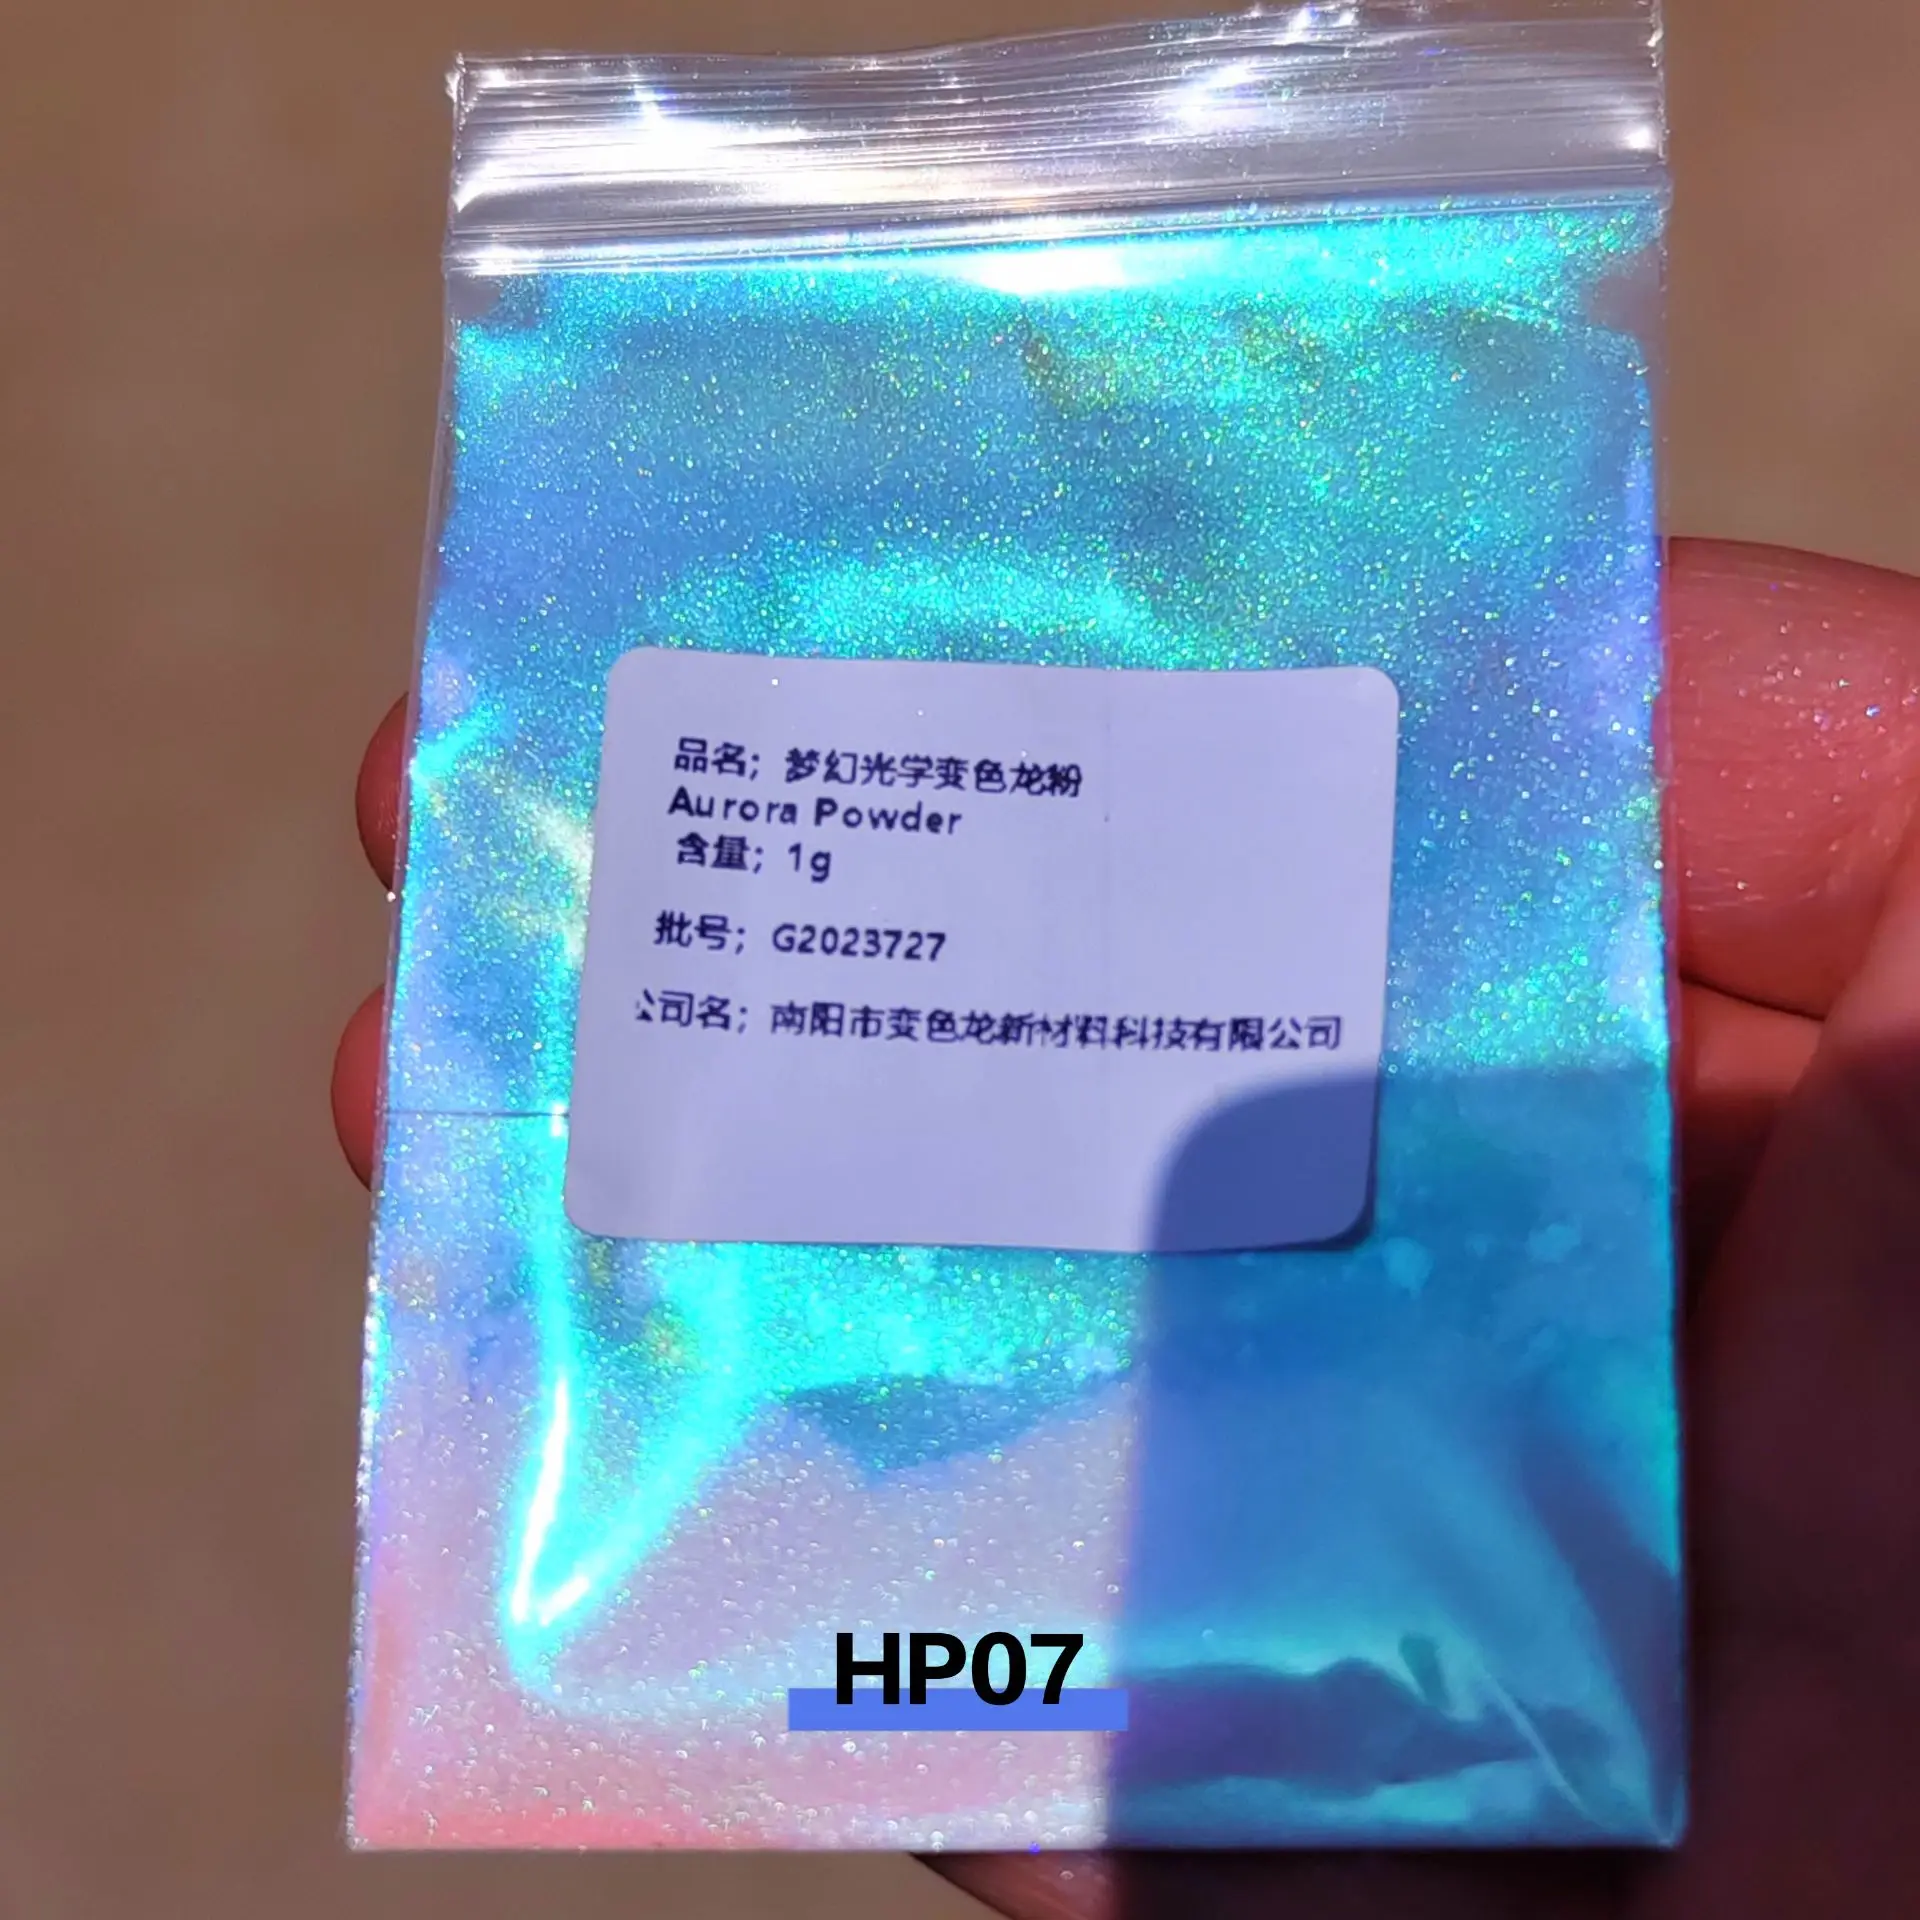 品名；梦幻光学变色龙粉
Aurora Powder
含量；1g
批号；G2023727
公司名；南阳市变色龙新材料科技有限公司
HP07